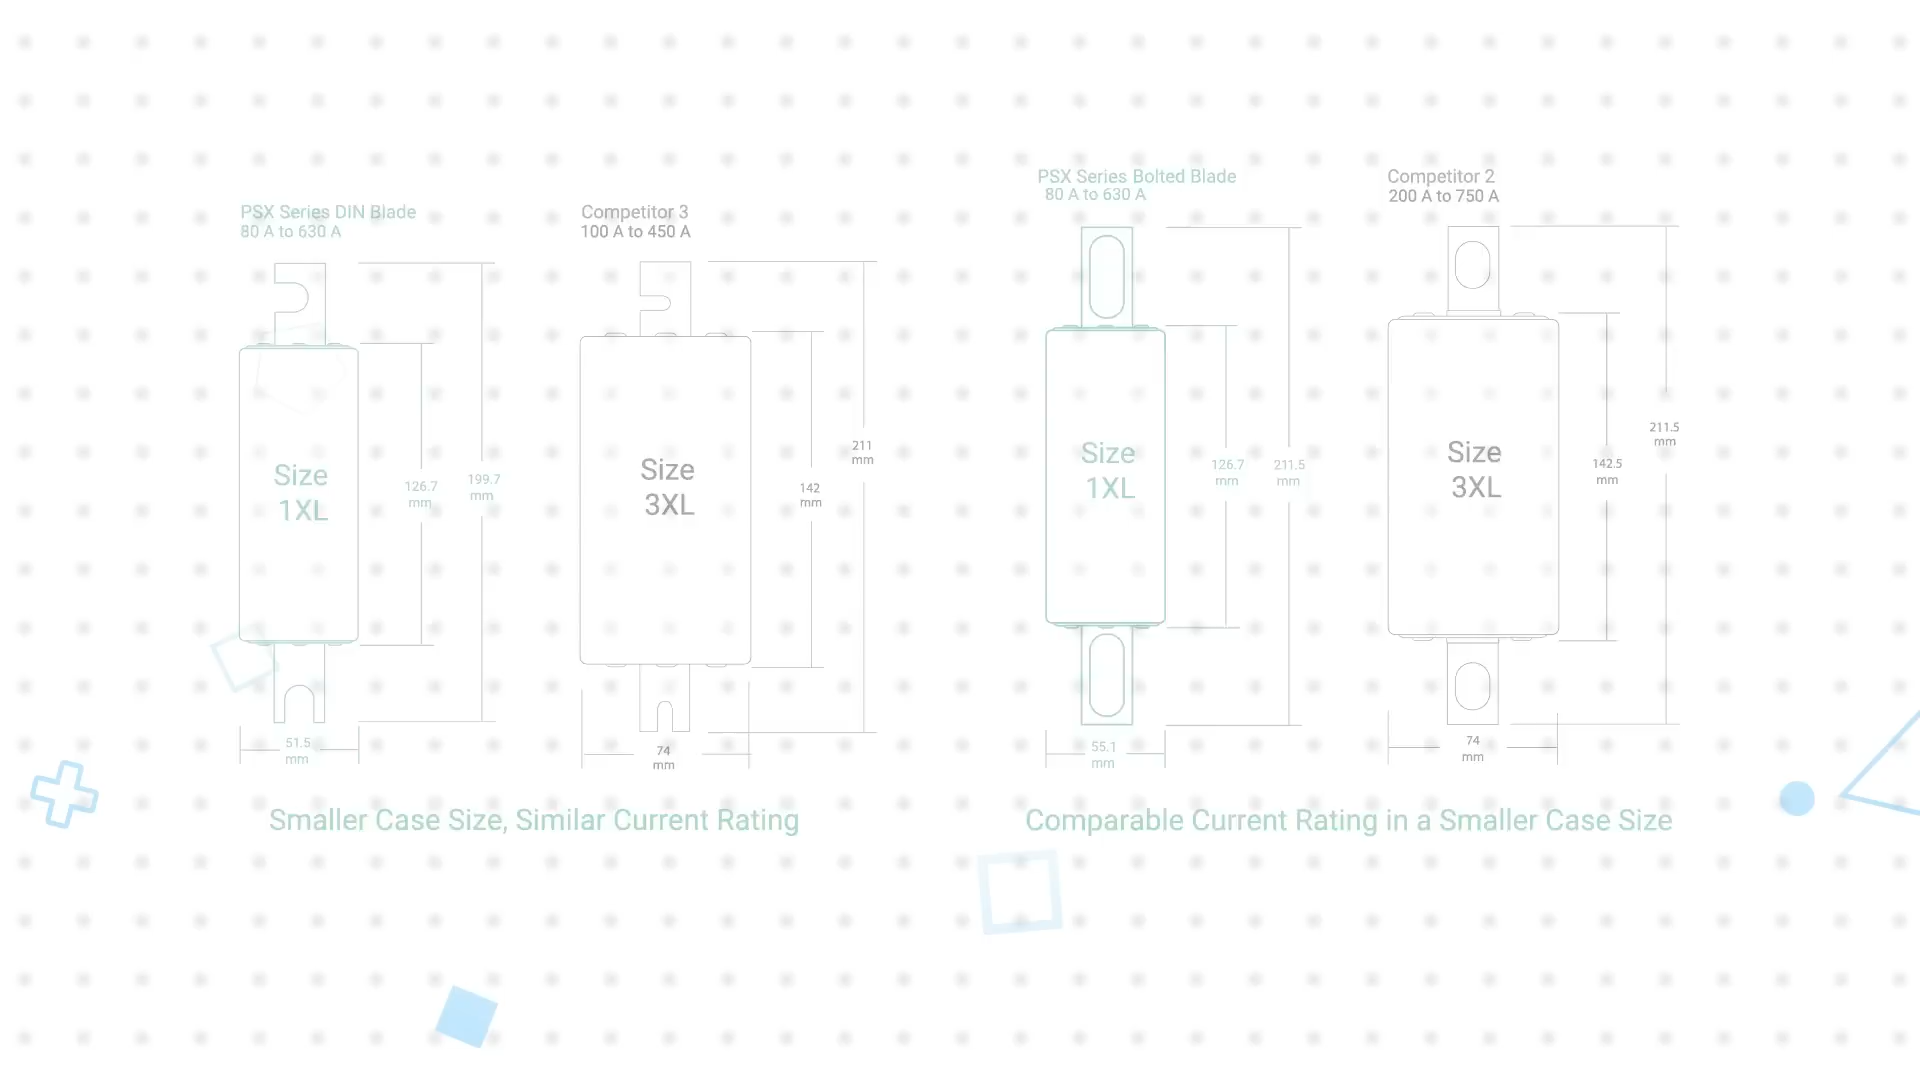 PSX Series DIN Blade
80 A to 630 A
Size
1XL
126.7
mm
199.7
mm
51.5
mm
Competitor 3
100 A to 450 A
Size
3XL
142
mm
211
mm
74
mm
Smaller Case Size, Similar Current Rating
PSX Series Bolted Blade
80 A to 630 A
Size
1XL
126.7
mm
211.5
mm
55.1
mm
Competitor 2
200 A to 750 A
Size
3XL
142.5
mm
211.5
mm
74
mm
Comparable Current Rating in a Smaller Case Size